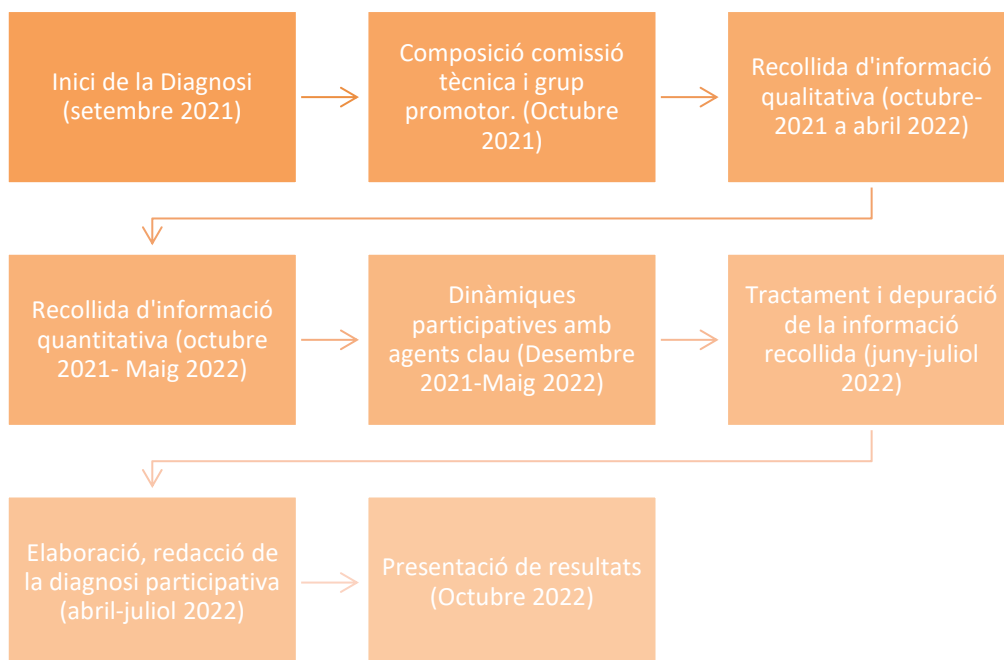 Inici de la Diagnosi
(setembre 2021)
Composició comissió
tècnica i grup
promotor. (Octubre
2021)
Recollida d'informació
qualitativa (octubre-
2021 a abril 2022)
Recollida d'informació
quantitativa (octubre
2021- Maig 2022)
Dinàmiques
participatives amb
agents clau (Desembre
2021-Maig 2022)
Tractament i depuració
de la informació
recollida (juny-juliol
2022)
Elaboració, redacció de
la diagnosi participativa
(abril-juliol 2022)
Presentació de resultats
(Octubre 2022)